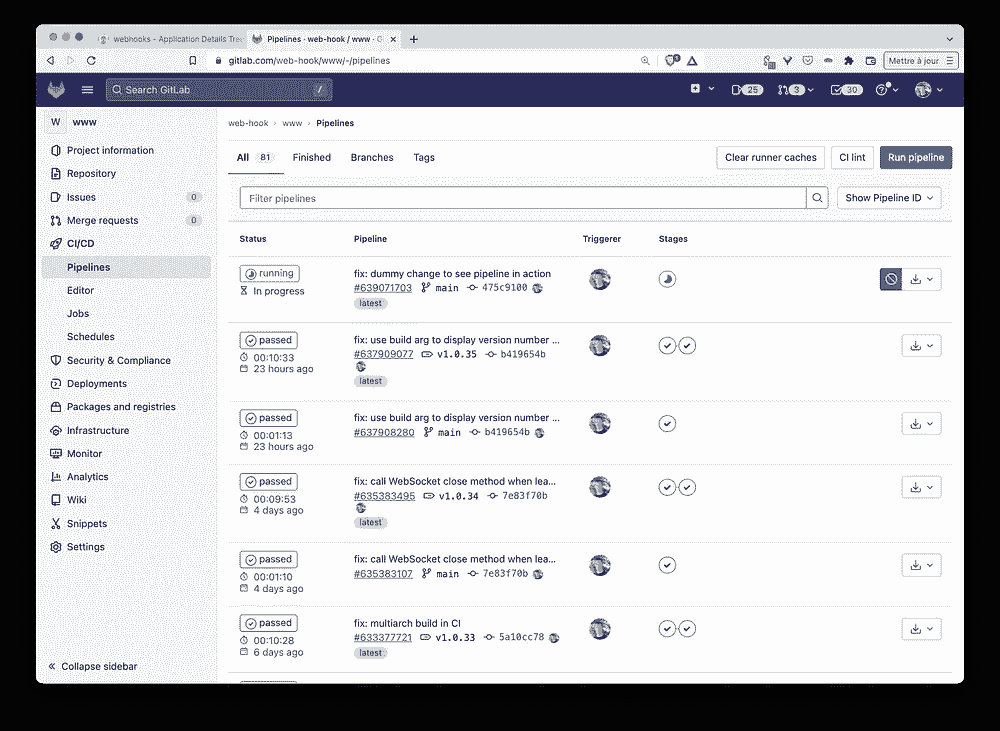 webhooks - Application Details Tree
Pipelines · web-hook / www · G
gitlab.com/web-hook/www/-/pipelines
Mettre à jour
Search GitLab
/
25
3
30
W
www
Project information
Repository
Issues
0
Merge requests
0
CI/CD
Pipelines
Editor
Jobs
Schedules
Security & Compliance
Deployments
Packages and registries
Infrastructure
Monitor
Analytics
Wiki
Snippets
Settings
Collapse sidebar
web-hook › www › Pipelines
All 81 Finished Branches Tags
Clear runner caches CI lint Run pipeline
Filter pipelines
Show Pipeline ID
Status Pipeline Triggerer Stages
running
In progress
fix: dummy change to see pipeline in action
#639071703 main 475c9100
latest
passed
00:10:33
23 hours ago
fix: use build arg to display version number ...
#637909077 v1.0.35 b419654b
latest
passed
00:01:13
23 hours ago
fix: use build arg to display version number ...
#637908280 main b419654b
passed
00:09:53
4 days ago
fix: call WebSocket close method when lea...
#635383495 v1.0.34 7e83f70b
latest
passed
00:01:10
4 days ago
fix: call WebSocket close method when lea...
#635383107 main 7e83f70b
passed
00:10:28
6 days ago
fix: multiarch build in CI
#633377721 v1.0.33 5a10cc78
latest